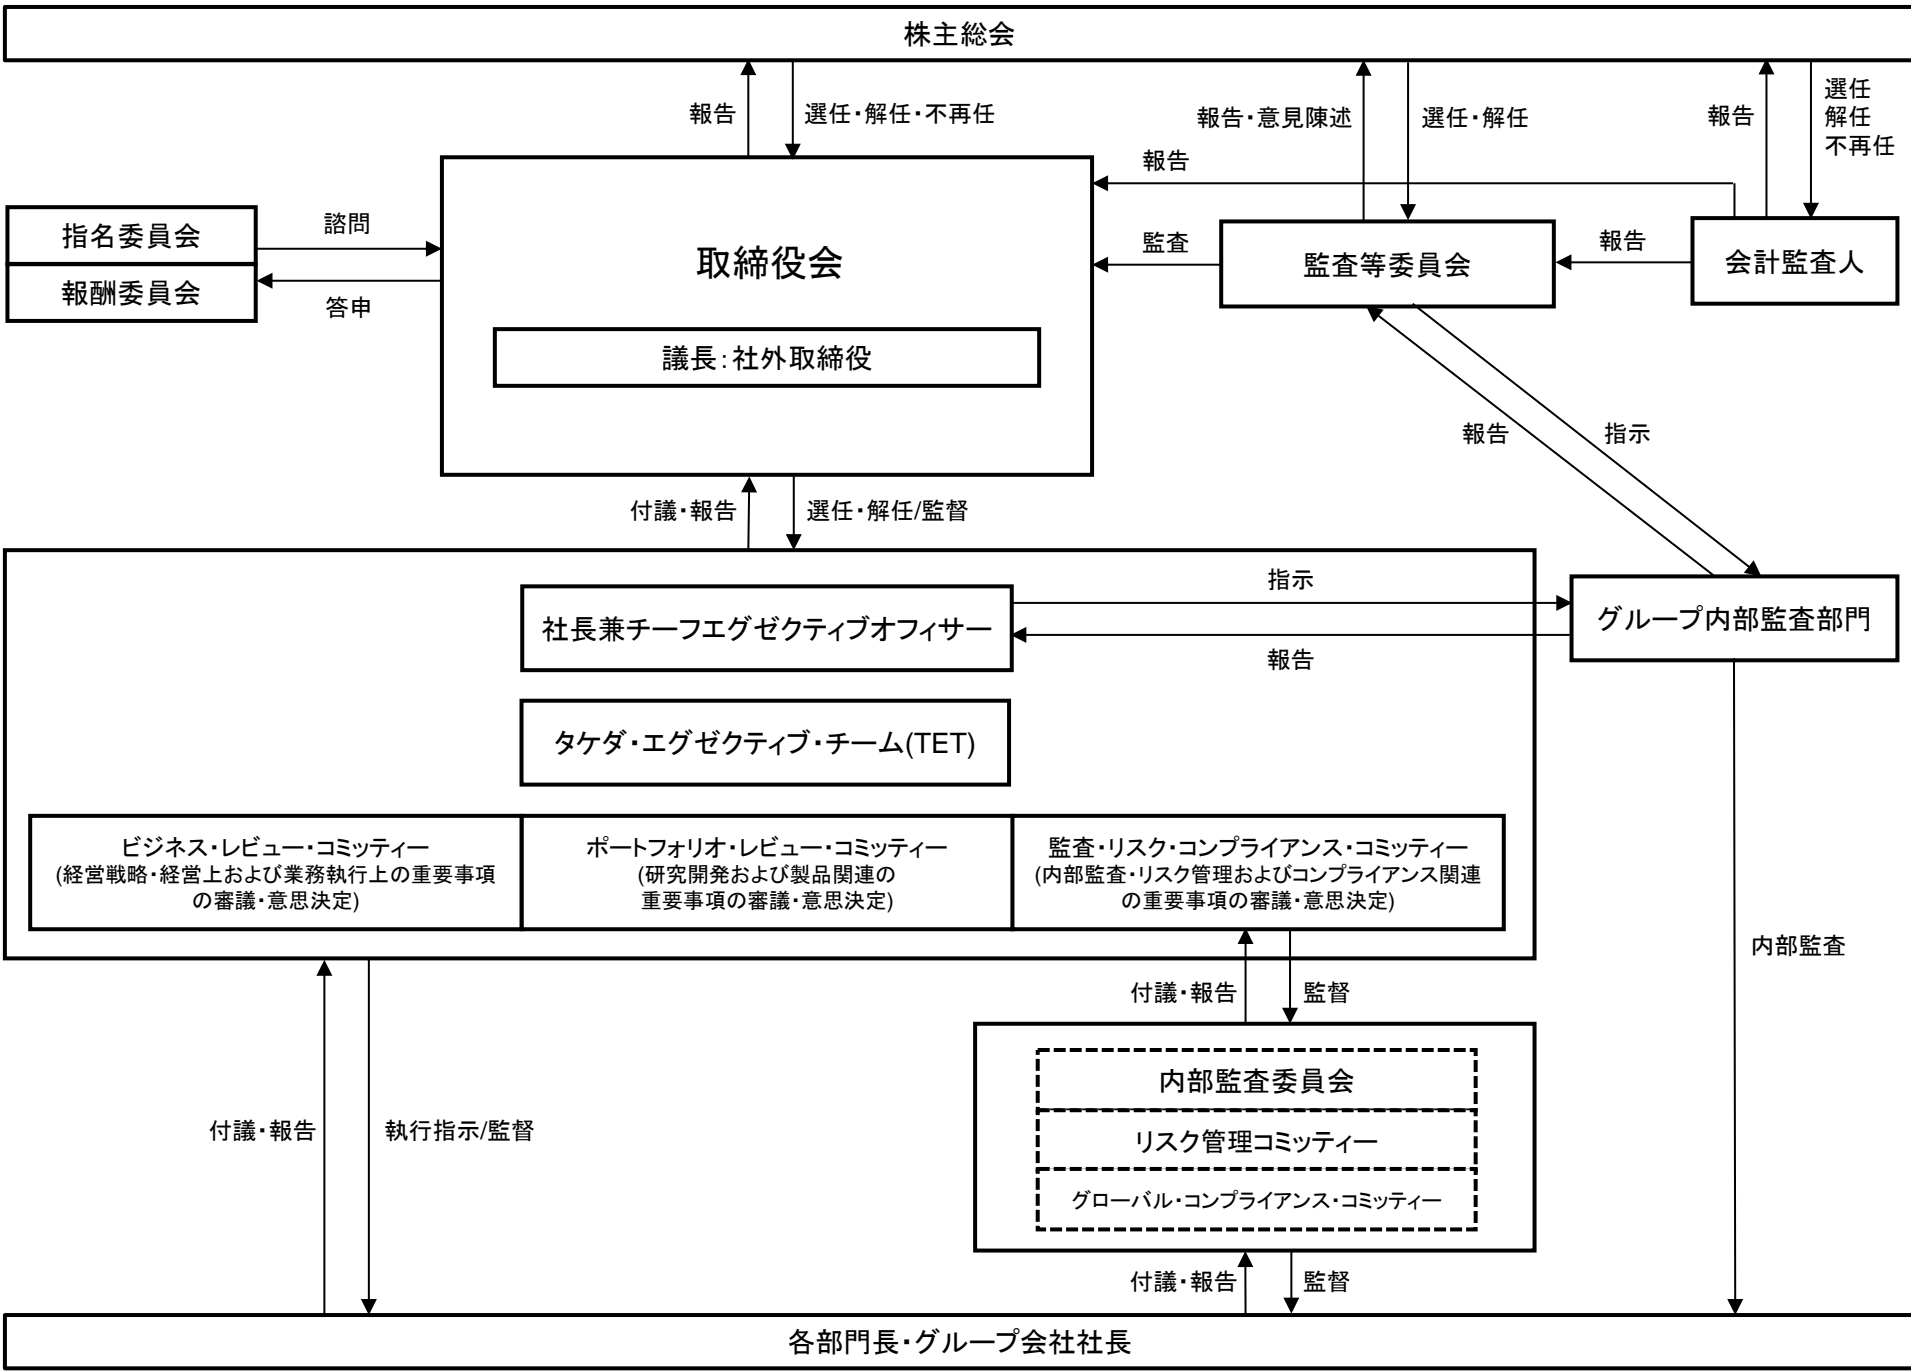 株主総会
報告
選任・解任・不再任
報告・意見陳述
選任・解任
報告
選任
解任
不再任
報告
指名委員会
報酬委員会
諮問
答申
取締役会
議長：社外取締役
監査
監査等委員会
報告
会計監査人
報告
指示
付議・報告
選任・解任/監督
社長兼チーフエグゼクティブオフィサー
指示
報告
グループ内部監査部門
タケダ・エグゼクティブ・チーム(TET)
ビジネス・レビュー・コミッティー
(経営戦略・経営上および業務執行上の重要事項
の審議・意思決定)
ポートフォリオ・レビュー・コミッティー
(研究開発および製品関連の
重要事項の審議・意思決定)
監査・リスク・コンプライアンス・コミッティー
(内部監査・リスク管理およびコンプライアンス関連
の重要事項の審議・意思決定)
内部監査
付議・報告
監督
内部監査委員会
リスク管理コミッティー
グローバル・コンプライアンス・コミッティー
付議・報告
執行指示/監督
付議・報告
監督
各部門長・グループ会社社長